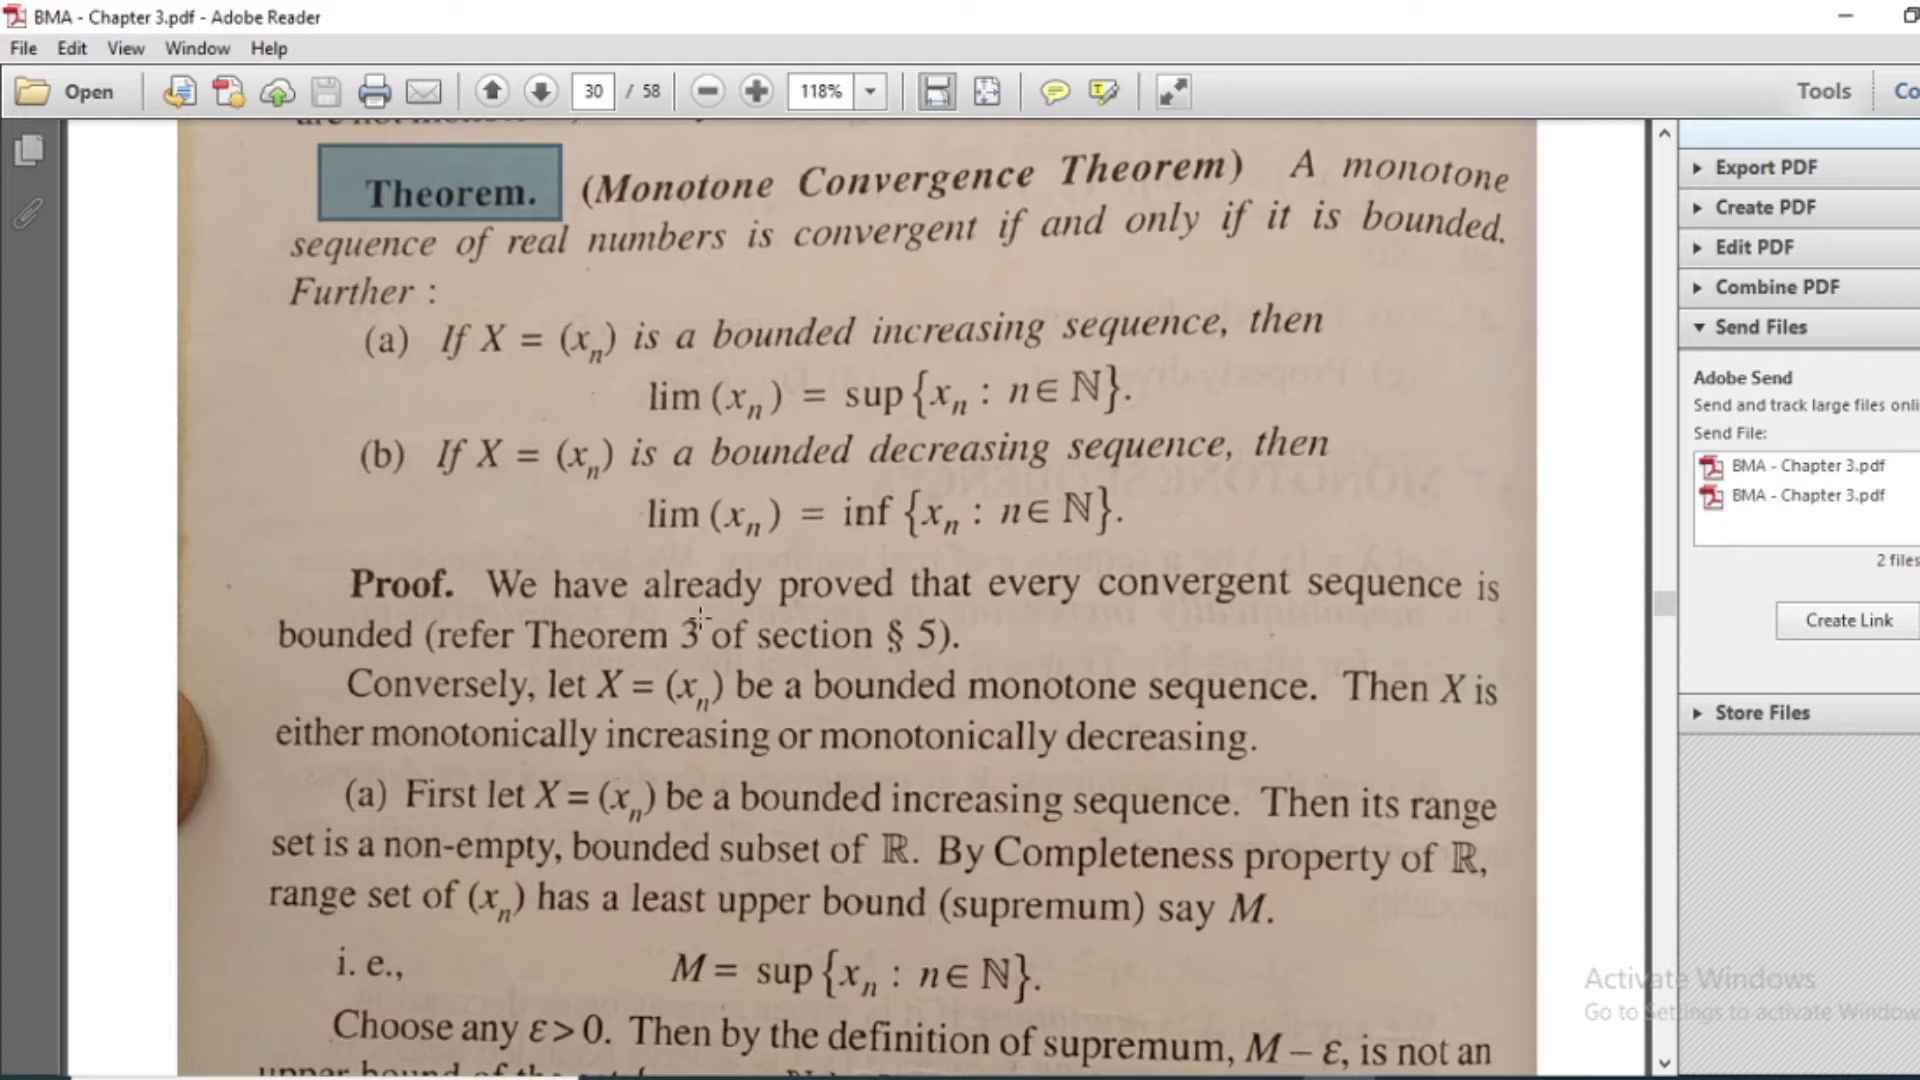 BMA - Chapter 3.pdf - Adobe Reader
File Edit View Window Help
Open 30 / 58 118% Tools Co
Theorem. (Monotone Convergence Theorem) A monotone
sequence of real numbers is convergent if and only if it is bounded.
Further :
(a) If X = (xₙ) is a bounded increasing sequence, then
lim (xₙ) = sup {xₙ : n∈ ℕ}.
(b) If X = (xₙ) is a bounded decreasing sequence, then
lim (xₙ) = inf {xₙ : n∈ ℕ}.
Proof. We have already proved that every convergent sequence is
bounded (refer Theorem 3 of section § 5).
Conversely, let X = (xₙ) be a bounded monotone sequence. Then X is
either monotonically increasing or monotonically decreasing.
(a) First let X = (xₙ) be a bounded increasing sequence. Then its range
set is a non-empty, bounded subset of ℝ. By Completeness property of ℝ,
range set of (xₙ) has a least upper bound (supremum) say M.
i. e., M = sup {xₙ : n∈ ℕ}.
Choose any ε > 0. Then by the definition of supremum, M − ε, is not an
Export PDF
Create PDF
Edit PDF
Combine PDF
Send Files
Adobe Send
Send and track large files onli
Send File:
BMA - Chapter 3.pdf
BMA - Chapter 3.pdf
2 files
Create Link
Store Files
Activate Windows
Go to Settings to activate Window